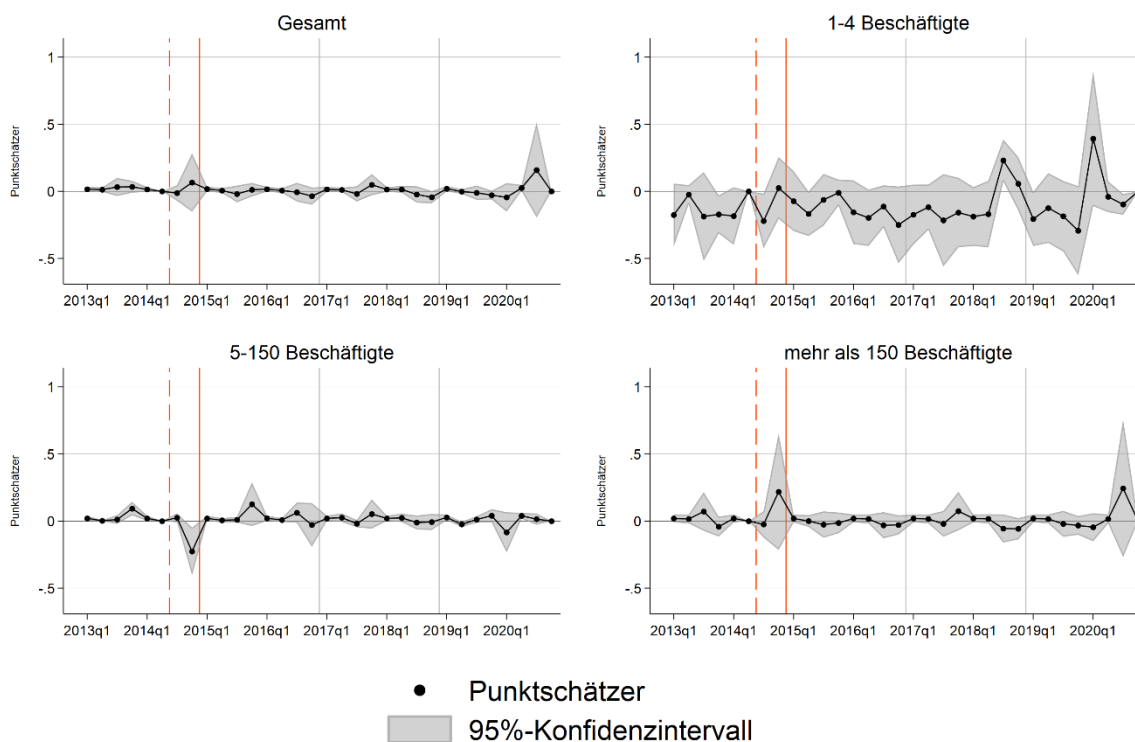 Gesamt
1
.5
0
-.5
Punktschätzer
2013q1 2014q1 2015q1 2016q1 2017q1 2018q1 2019q1 2020q1
1-4 Beschäftigte
1
.5
0
-.5
Punktschätzer
2013q1 2014q1 2015q1 2016q1 2017q1 2018q1 2019q1 2020q1
5-150 Beschäftigte
1
.5
0
-.5
Punktschätzer
2013q1 2014q1 2015q1 2016q1 2017q1 2018q1 2019q1 2020q1
mehr als 150 Beschäftigte
1
.5
0
-.5
Punktschätzer
2013q1 2014q1 2015q1 2016q1 2017q1 2018q1 2019q1 2020q1
Punktschätzer
95%-Konfidenzintervall